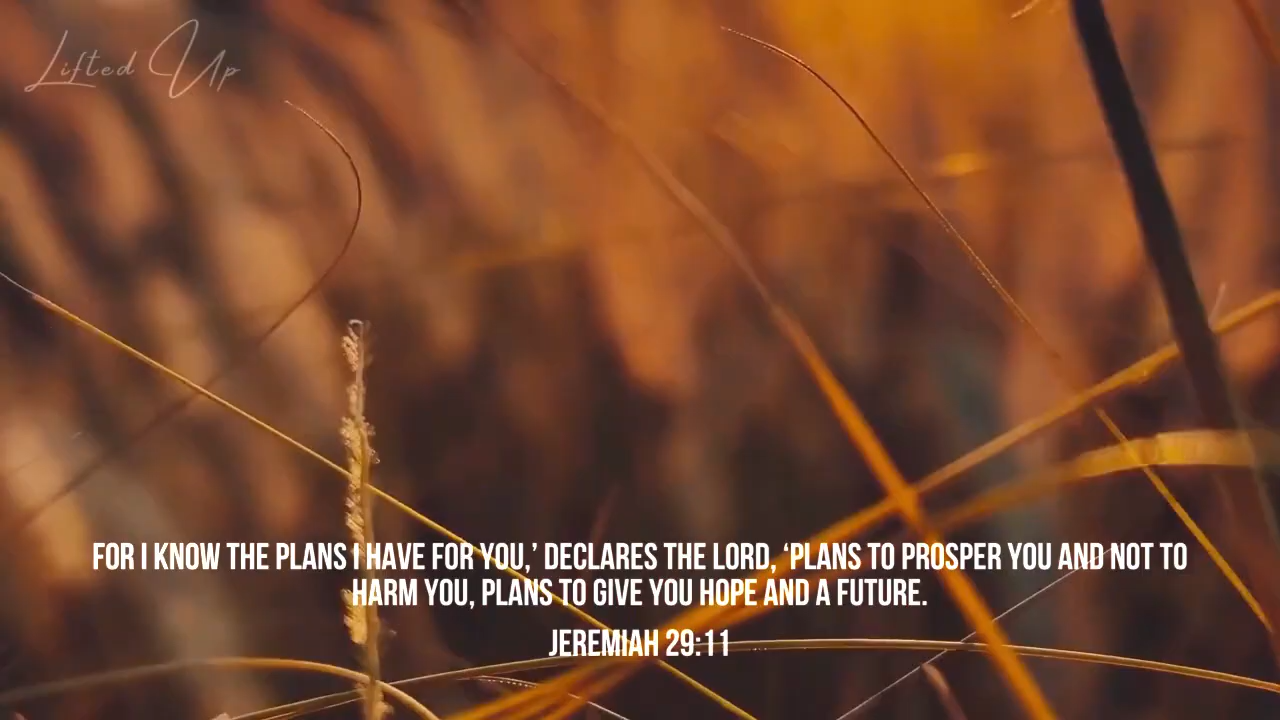 Lifted Up
FOR I KNOW THE PLANS I HAVE FOR YOU,’ DECLARES THE LORD, ‘PLANS TO PROSPER YOU AND NOT TO
HARM YOU, PLANS TO GIVE YOU HOPE AND A FUTURE.
JEREMIAH 29:11